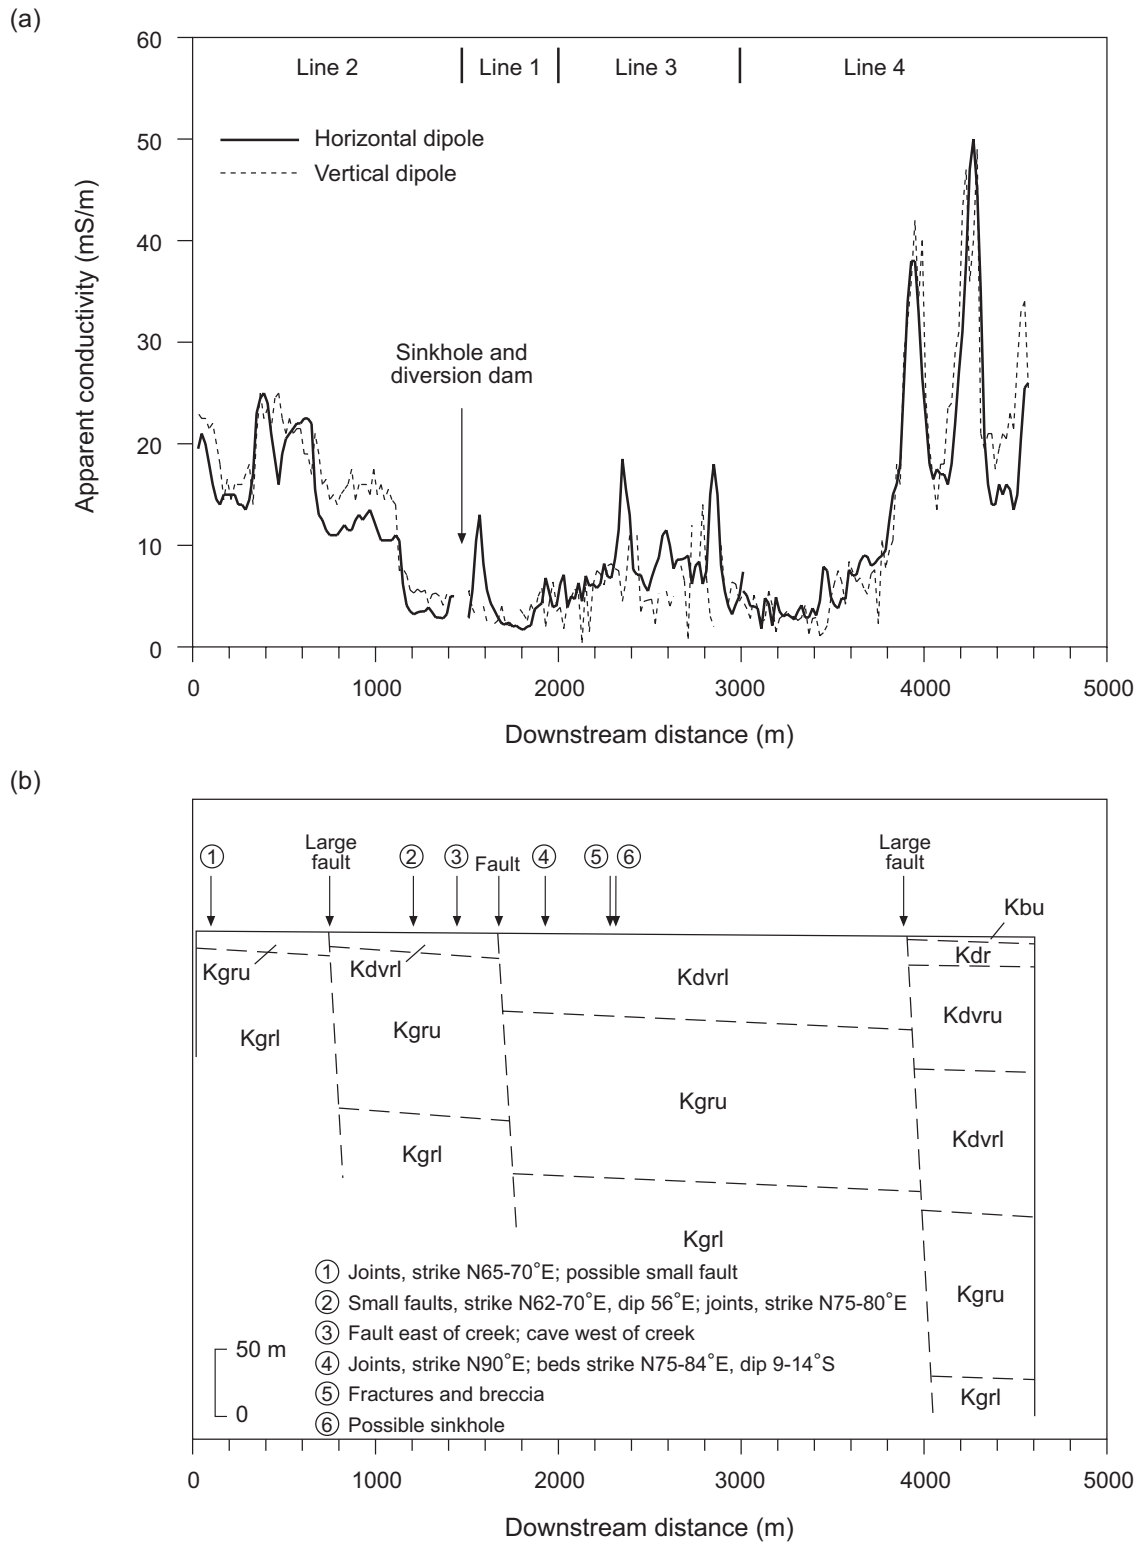 (a)
60
50
40
30
20
10
0
Apparent conductivity (mS/m)
Line 2
Line 1
Line 3
Line 4
Horizontal dipole
Vertical dipole
Sinkhole and
diversion dam
0
1000
2000
3000
4000
5000
Downstream distance (m)
(b)
①
Large
fault
②
③
Fault
④
⑤
⑥
Large
fault
Kbu
Kdr
Kgru
Kdvrl
Kdvrl
Kdvru
Kgrl
Kgru
Kgru
Kdvrl
Kgrl
Kgrl
Kgru
Kgrl
① Joints, strike N65-70°E; possible small fault
② Small faults, strike N62-70°E, dip 56°E; joints, strike N75-80°E
③ Fault east of creek; cave west of creek
④ Joints, strike N90°E; beds strike N75-84°E, dip 9-14°S
⑤ Fractures and breccia
⑥ Possible sinkhole
50 m
0
0
1000
2000
3000
4000
5000
Downstream distance (m)